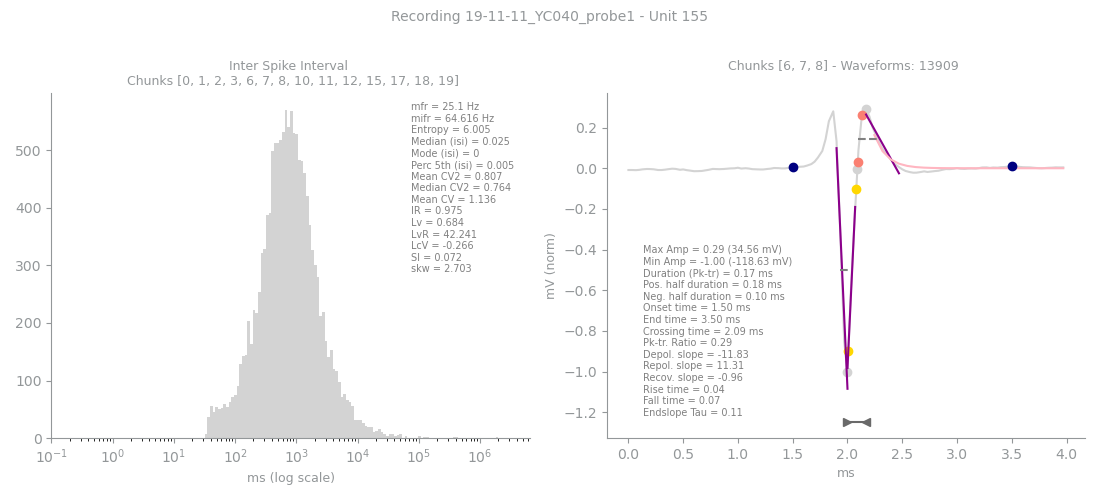 Recording 19-11-11_YC040_probe1 - Unit 155
Inter Spike Interval
Chunks [0, 1, 2, 3, 6, 7, 8, 10, 11, 12, 15, 17, 18, 19]
mfr = 25.1 Hz
mifr = 64.616 Hz
Entropy = 6.005
Median (isi) = 0.025
Mode (isi) = 0
Perc 5th (isi) = 0.005
Mean CV2 = 0.807
Median CV2 = 0.764
Mean CV = 1.136
IR = 0.975
Lv = 0.684
LvR = 42.241
LcV = -0.266
SI = 0.072
skw = 2.703
500
400
300
200
100
0
10⁻¹ 10⁰ 10¹ 10² 10³ 10⁴ 10⁵ 10⁶
ms (log scale)
Chunks [6, 7, 8] - Waveforms: 13909
mV (norm)
0.2
0.0
−0.2
−0.4
−0.6
−0.8
−1.0
−1.2
Max Amp = 0.29 (34.56 mV)
Min Amp = -1.00 (-118.63 mV)
Duration (Pk-tr) = 0.17 ms
Pos. half duration = 0.18 ms
Neg. half duration = 0.10 ms
Onset time = 1.50 ms
End time = 3.50 ms
Crossing time = 2.09 ms
Pk-tr. Ratio = 0.29
Depol. slope = -11.83
Repol. slope = 11.31
Recov. slope = -0.96
Rise time = 0.04
Fall time = 0.07
Endslope Tau = 0.11
0.0 0.5 1.0 1.5 2.0 2.5 3.0 3.5 4.0
ms